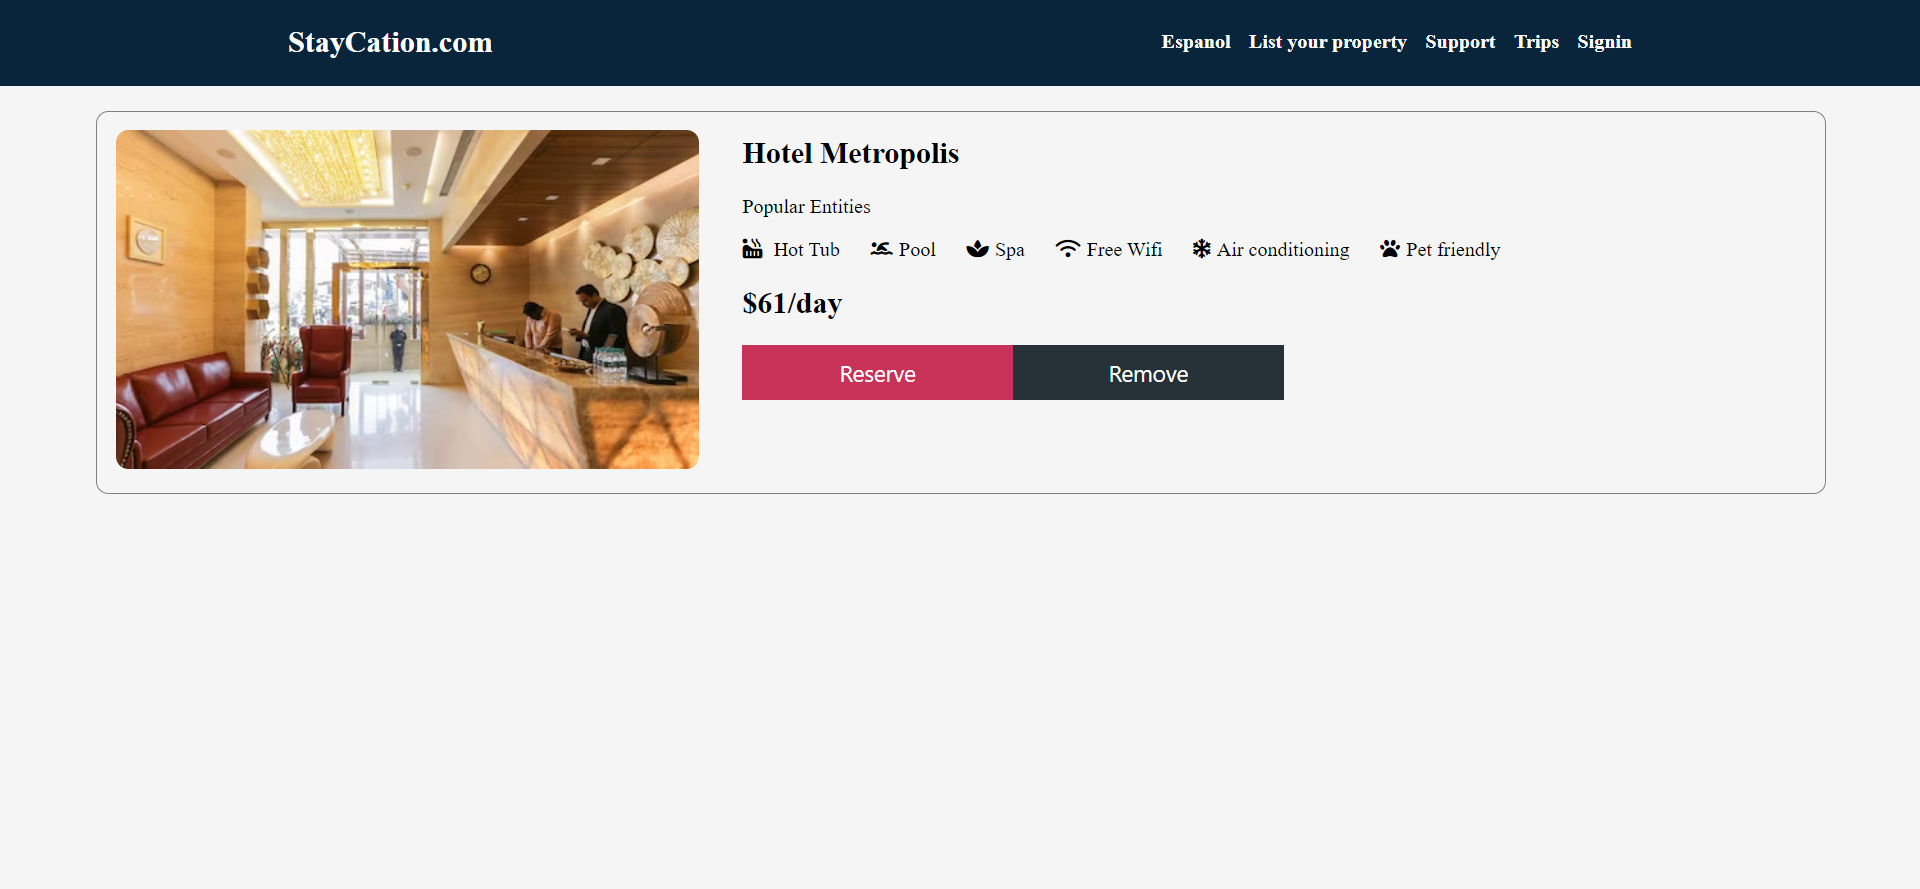 StayCation.com
Espanol List your property Support Trips Signin
Hotel Metropolis
Popular Entities
Hot Tub Pool Spa Free Wifi Air conditioning Pet friendly
$61/day
Reserve Remove